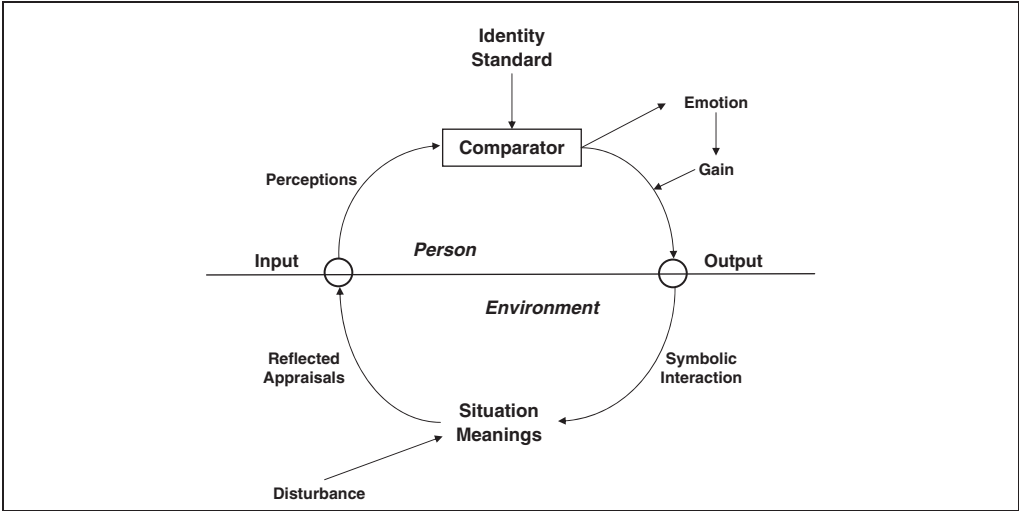 Identity
Standard
Emotion
Comparator
Gain
Perceptions
Person
Input
Output
Environment
Reflected
Appraisals
Symbolic
Interaction
Situation
Meanings
Disturbance